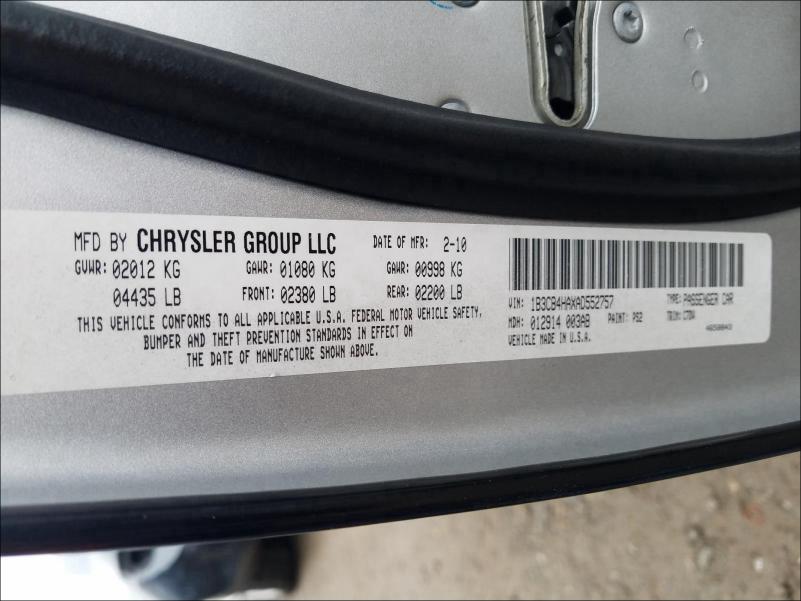 MFD BY CHRYSLER GROUP LLC DATE OF MFR: 2-10
GVWR: 02012 KG GAWR: 01080 KG GAWR: 00998 KG
04435 LB FRONT: 02380 LB REAR: 02200 LB
THIS VEHICLE CONFORMS TO ALL APPLICABLE U.S.A. FEDERAL MOTOR VEHICLE SAFETY,
BUMPER AND THEFT PREVENTION STANDARDS IN EFFECT ON
THE DATE OF MANUFACTURE SHOWN ABOVE.
VIN: 1B3CB4HAXAD552757 TYPE: PASSENGER CAR
MDH: 012914 003AB PAINT: PS2 TRIM:
VEHICLE MADE IN U.S.A.